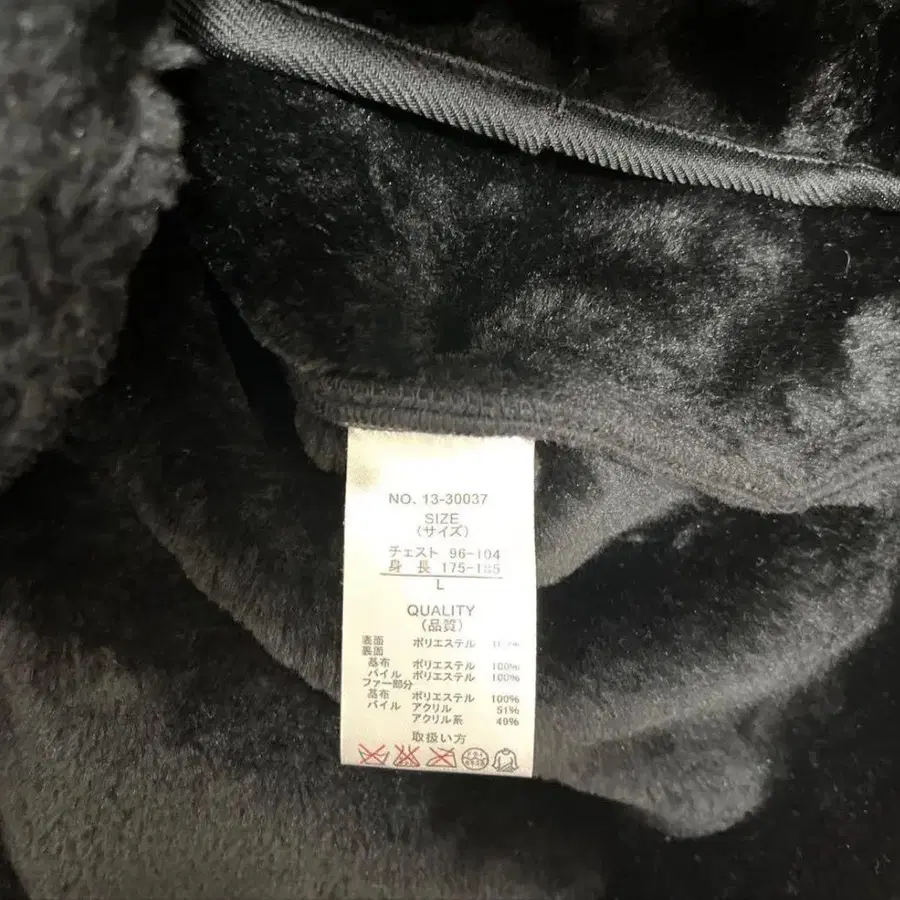 NO. 13-30037
SIZE
(サイズ)
チェスト 96-104
身 長 175-185
L
QUALITY
(品質)
表面 ポリエステル
裏面
基布 ポリエステル 100%
パイル ポリエステル 100%
ファー部分
基布 ポリエステル 100%
パイル アクリル 51%
アクリル系 49%
取扱い方